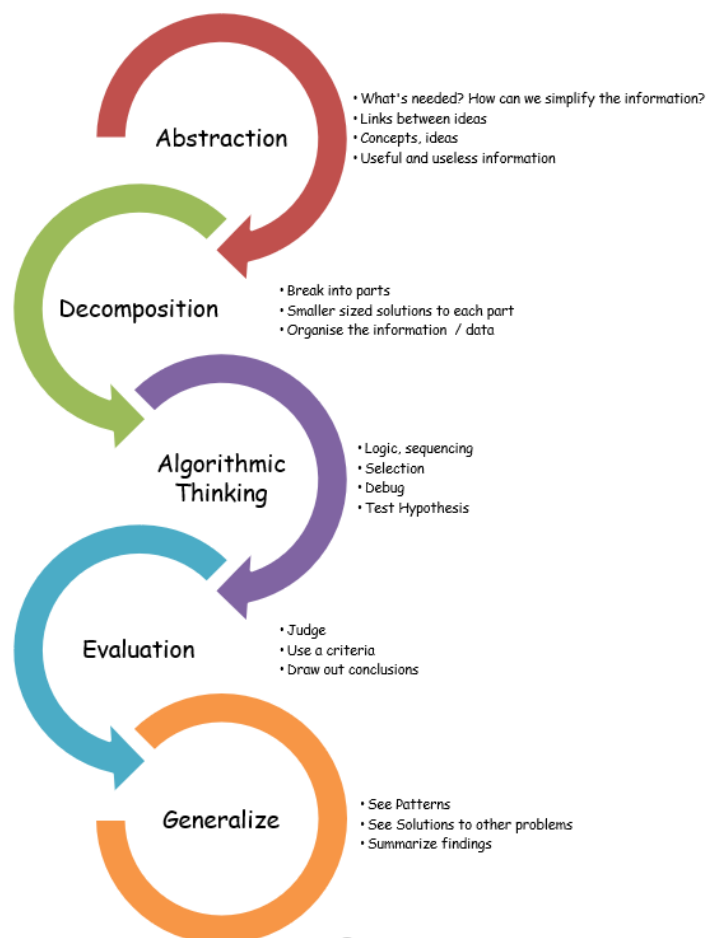 Abstraction
• What's needed? How can we simplify the information?
• Links between ideas
• Concepts, ideas
• Useful and useless information
Decomposition
• Break into parts
• Smaller sized solutions to each part
• Organise the information / data
Algorithmic
Thinking
• Logic, sequencing
• Selection
• Debug
• Test Hypothesis
Evaluation
• Judge
• Use a criteria
• Draw out conclusions
Generalize
• See Patterns
• See Solutions to other problems
• Summarize findings